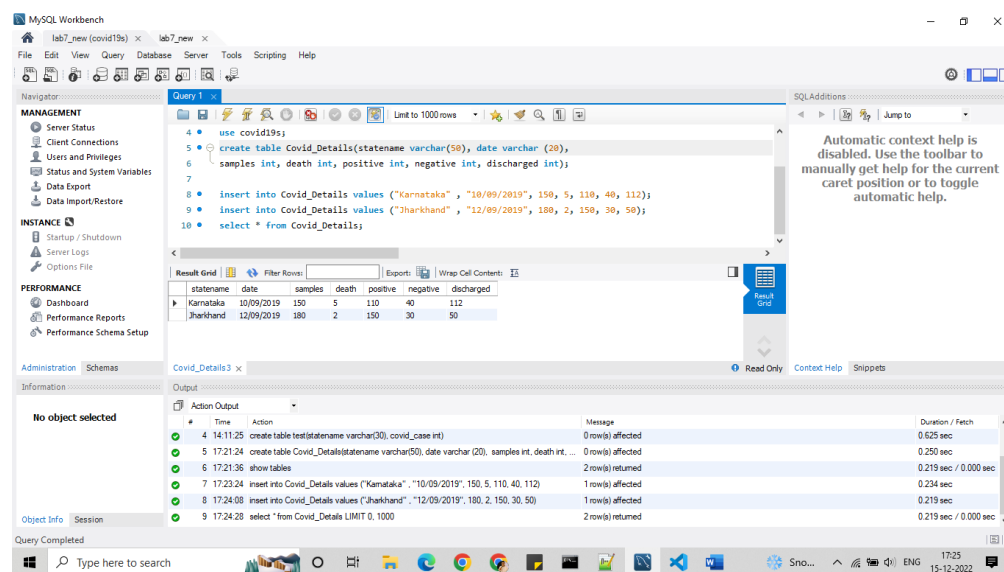 MySQL Workbench
lab7_new (covid19s) × lab7_new ×
File Edit View Query Database Server Tools Scripting Help
Navigator
MANAGEMENT
Server Status
Client Connections
Users and Privileges
Status and System Variables
Data Export
Data Import/Restore
INSTANCE
Startup / Shutdown
Server Logs
Options File
PERFORMANCE
Dashboard
Performance Reports
Performance Schema Setup
Administration Schemas
Information
No object selected
Object Info Session
Query 1 ×
Limit to 1000 rows
4 use covid19s;
5 create table Covid_Details(statename varchar(50), date varchar (20),
6 samples int, death int, positive int, negative int, discharged int);
7
8 insert into Covid_Details values ("Karnataka" , "10/09/2019", 150, 5, 110, 40, 112);
9 insert into Covid_Details values ("Jharkhand" , "12/09/2019", 180, 2, 150, 30, 50);
10 select * from Covid_Details;
Result Grid Filter Rows: Export: Wrap Cell Content:
statename date samples death positive negative discharged
Karnataka 10/09/2019 150 5 110 40 112
Jharkhand 12/09/2019 180 2 150 30 50
Result
Grid
Covid_Details3 × Read Only
SQLAdditions
Jump to
Automatic context help is
disabled. Use the toolbar to
manually get help for the current
caret position or to toggle
automatic help.
Context Help Snippets
Output
Action Output
# Time Action Message Duration / Fetch
4 14:11:25 create table test(statename varchar(30), covid_case int) 0 row(s) affected 0.625 sec
5 17:21:24 create table Covid_Details(statename varchar(50), date varchar (20), samples int, death int, ... 0 row(s) affected 0.250 sec
6 17:21:36 show tables 2 row(s) returned 0.219 sec / 0.000 sec
7 17:23:24 insert into Covid_Details values ("Karnataka" , "10/09/2019", 150, 5, 110, 40, 112) 1 row(s) affected 0.234 sec
8 17:24:08 insert into Covid_Details values ("Jharkhand" , "12/09/2019", 180, 2, 150, 30, 50) 1 row(s) affected 0.219 sec
9 17:24:28 select * from Covid_Details LIMIT 0, 1000 2 row(s) returned 0.219 sec / 0.000 sec
Query Completed
Type here to search
Sno... ENG
17:25
15-12-2022